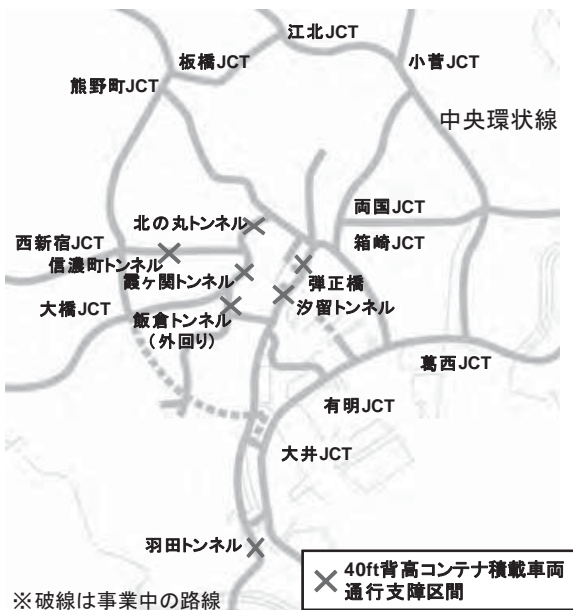 江北JCT
板橋JCT
小菅JCT
熊野町JCT
中央環状線
北の丸トンネル
両国JCT
西新宿JCT
箱崎JCT
信濃町トンネル
霞ヶ関トンネル
弾正橋
大橋JCT
飯倉トンネル
(外回り)
汐留トンネル
葛西JCT
有明JCT
大井JCT
羽田トンネル
40ft背高コンテナ積載車両
通行支障区間
※破線は事業中の路線